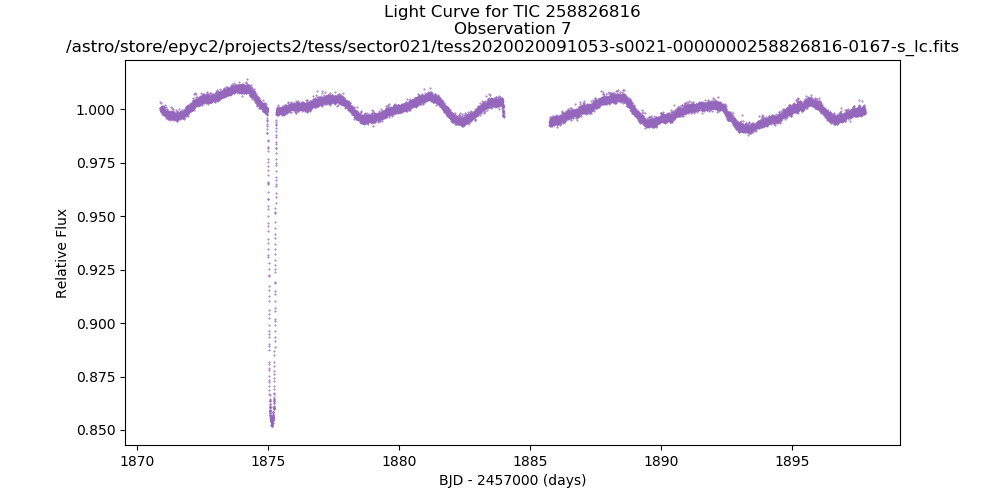 Light Curve for TIC 258826816
Observation 7
/astro/store/epyc2/projects2/tess/sector021/tess2020020091053-s0021-0000000258826816-0167-s_lc.fits
1.000
0.975
0.950
0.925
0.900
0.875
0.850
Relative Flux
1870 1875 1880 1885 1890 1895
BJD - 2457000 (days)